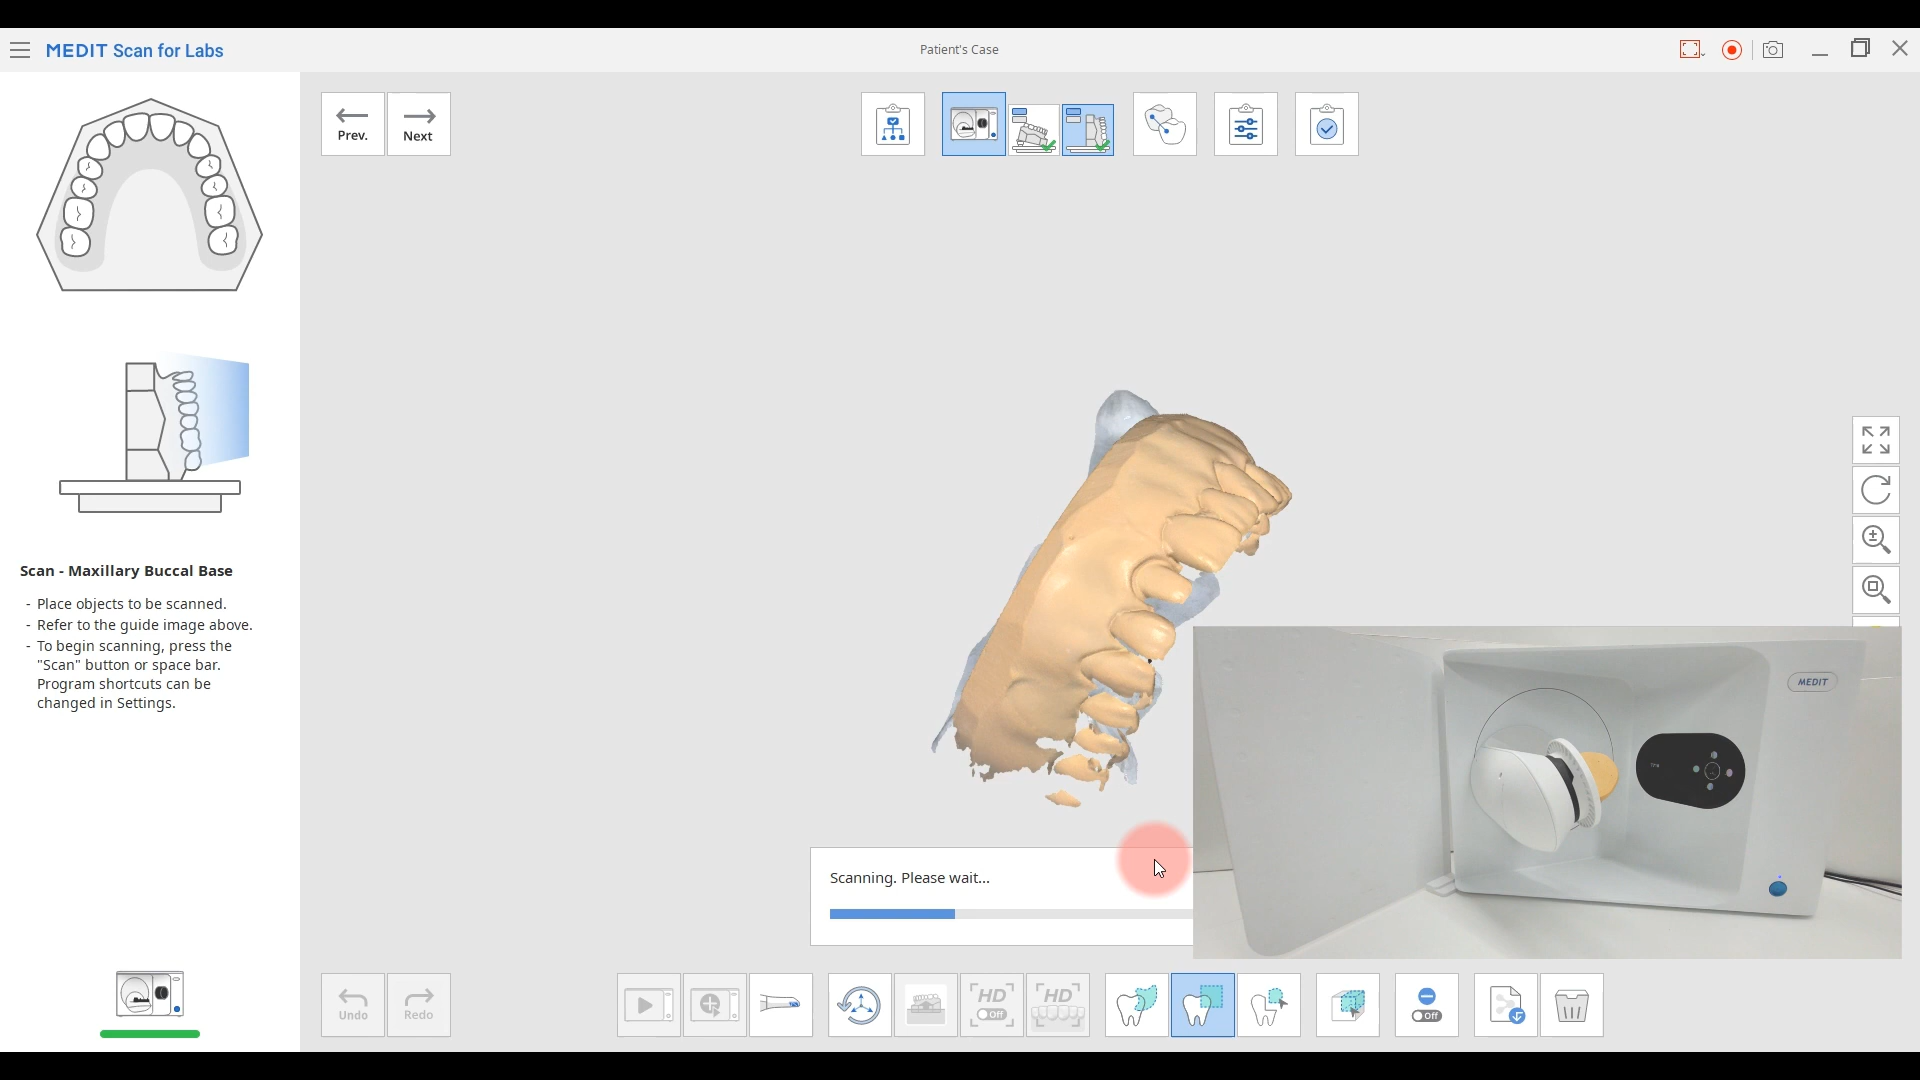 MEDIT Scan for Labs
Patient's Case
Prev.
Next
Scan - Maxillary Buccal Base
- Place objects to be scanned.
- Refer to the guide image above.
- To begin scanning, press the
"Scan" button or space bar.
Program shortcuts can be
changed in Settings.
MEDIT
Scanning. Please wait...
Undo
Redo
HD
Off
HD
Off